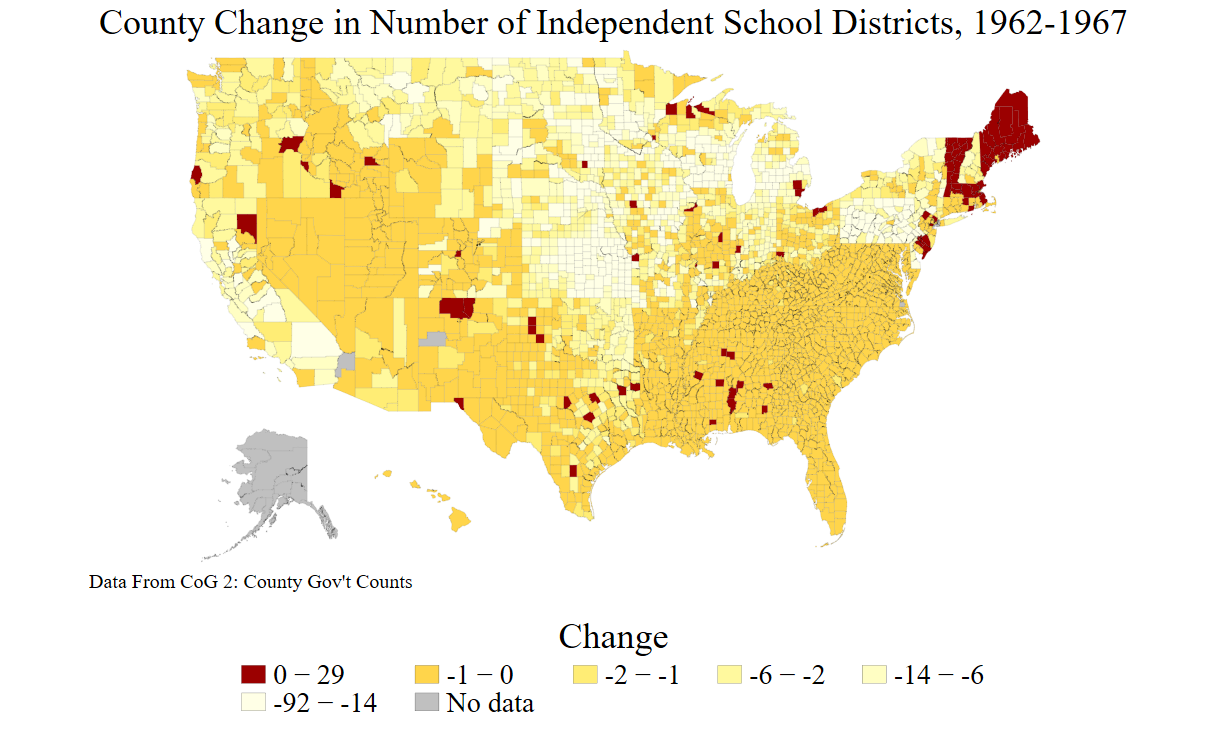 County Change in Number of Independent School Districts, 1962-1967
Data From CoG 2: County Gov't Counts
Change
0 − 29
-1 − 0
-2 − -1
-6 − -2
-14 − -6
-92 − -14
No data